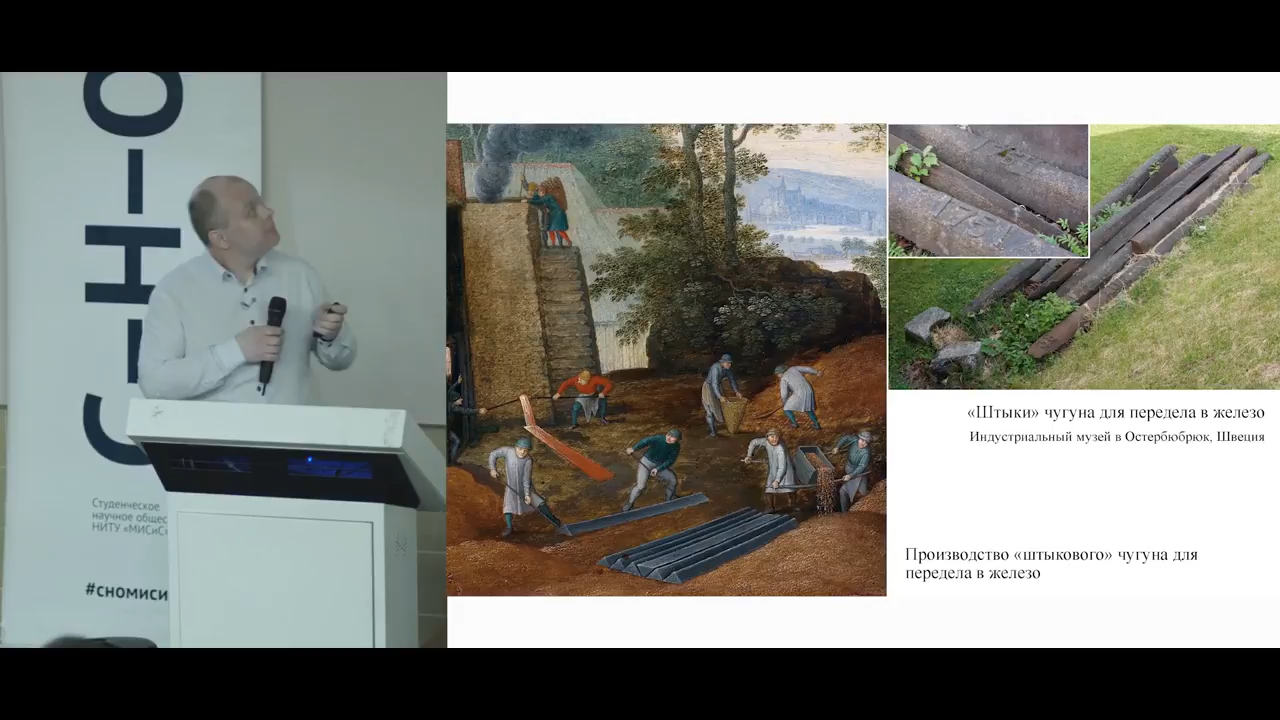 С–Н–О
Студенческое
научное общес
НИТУ «МИСиС
#сномиси
«Штыки» чугуна для передела в железо
Индустриальный музей в Остербюбрюк, Швеция
Производство «штыкового» чугуна для
передела в железо